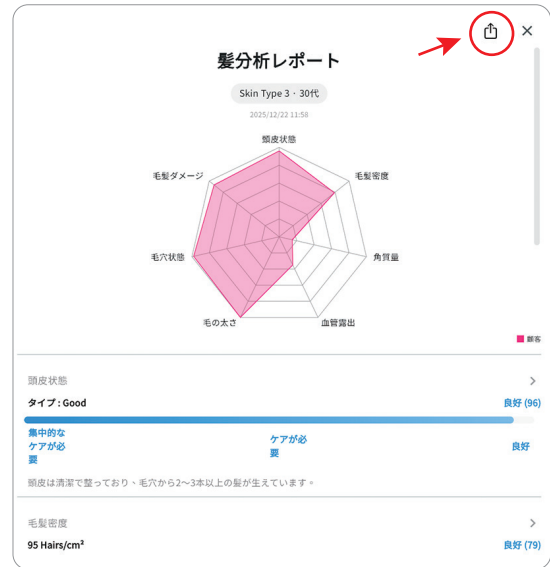 髪分析レポート
Skin Type 3 · 30代
2025/12/22 11:58
頭皮状態
毛髪ダメージ
毛髪密度
毛穴状態
角質量
毛の太さ
血管露出
顧客
頭皮状態
タイプ : Good
良好 (96)
集中的な
ケアが必
要
ケアが必
要
良好
頭皮は清潔で整っており、毛穴から2〜3本以上の髪が生えています。
毛髪密度
95 Hairs/cm²
良好 (79)